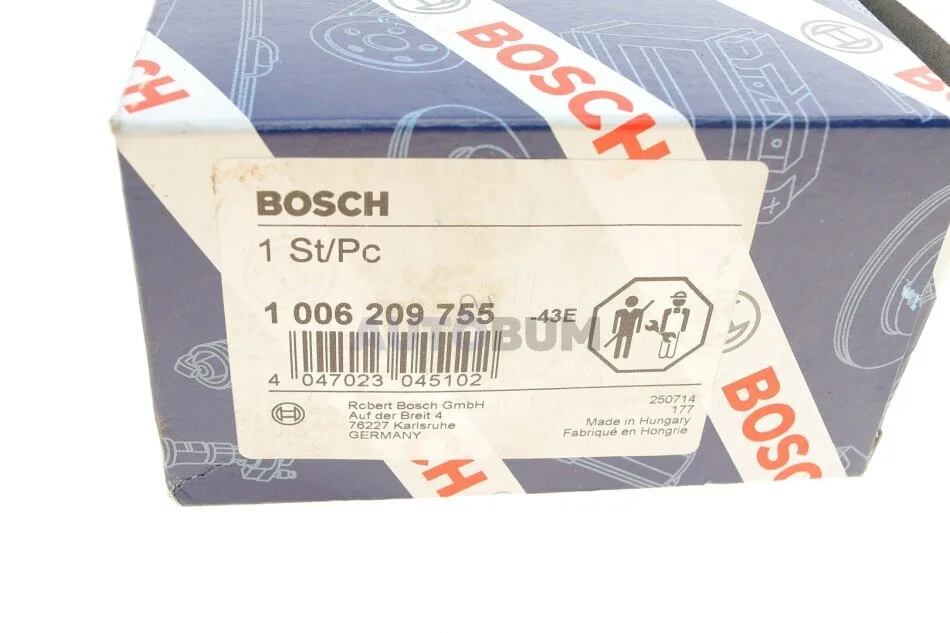 BOSCH
BOSCH
BOSCH
1 St/Pc
1 006 209 755 -43E
AUTOBUM
4 047023 045102
Robert Bosch GmbH
Auf der Breit 4
76227 Karlsruhe
GERMANY
250714
177
Made in Hungary
Fabriqué en Hongrie
BOSCH